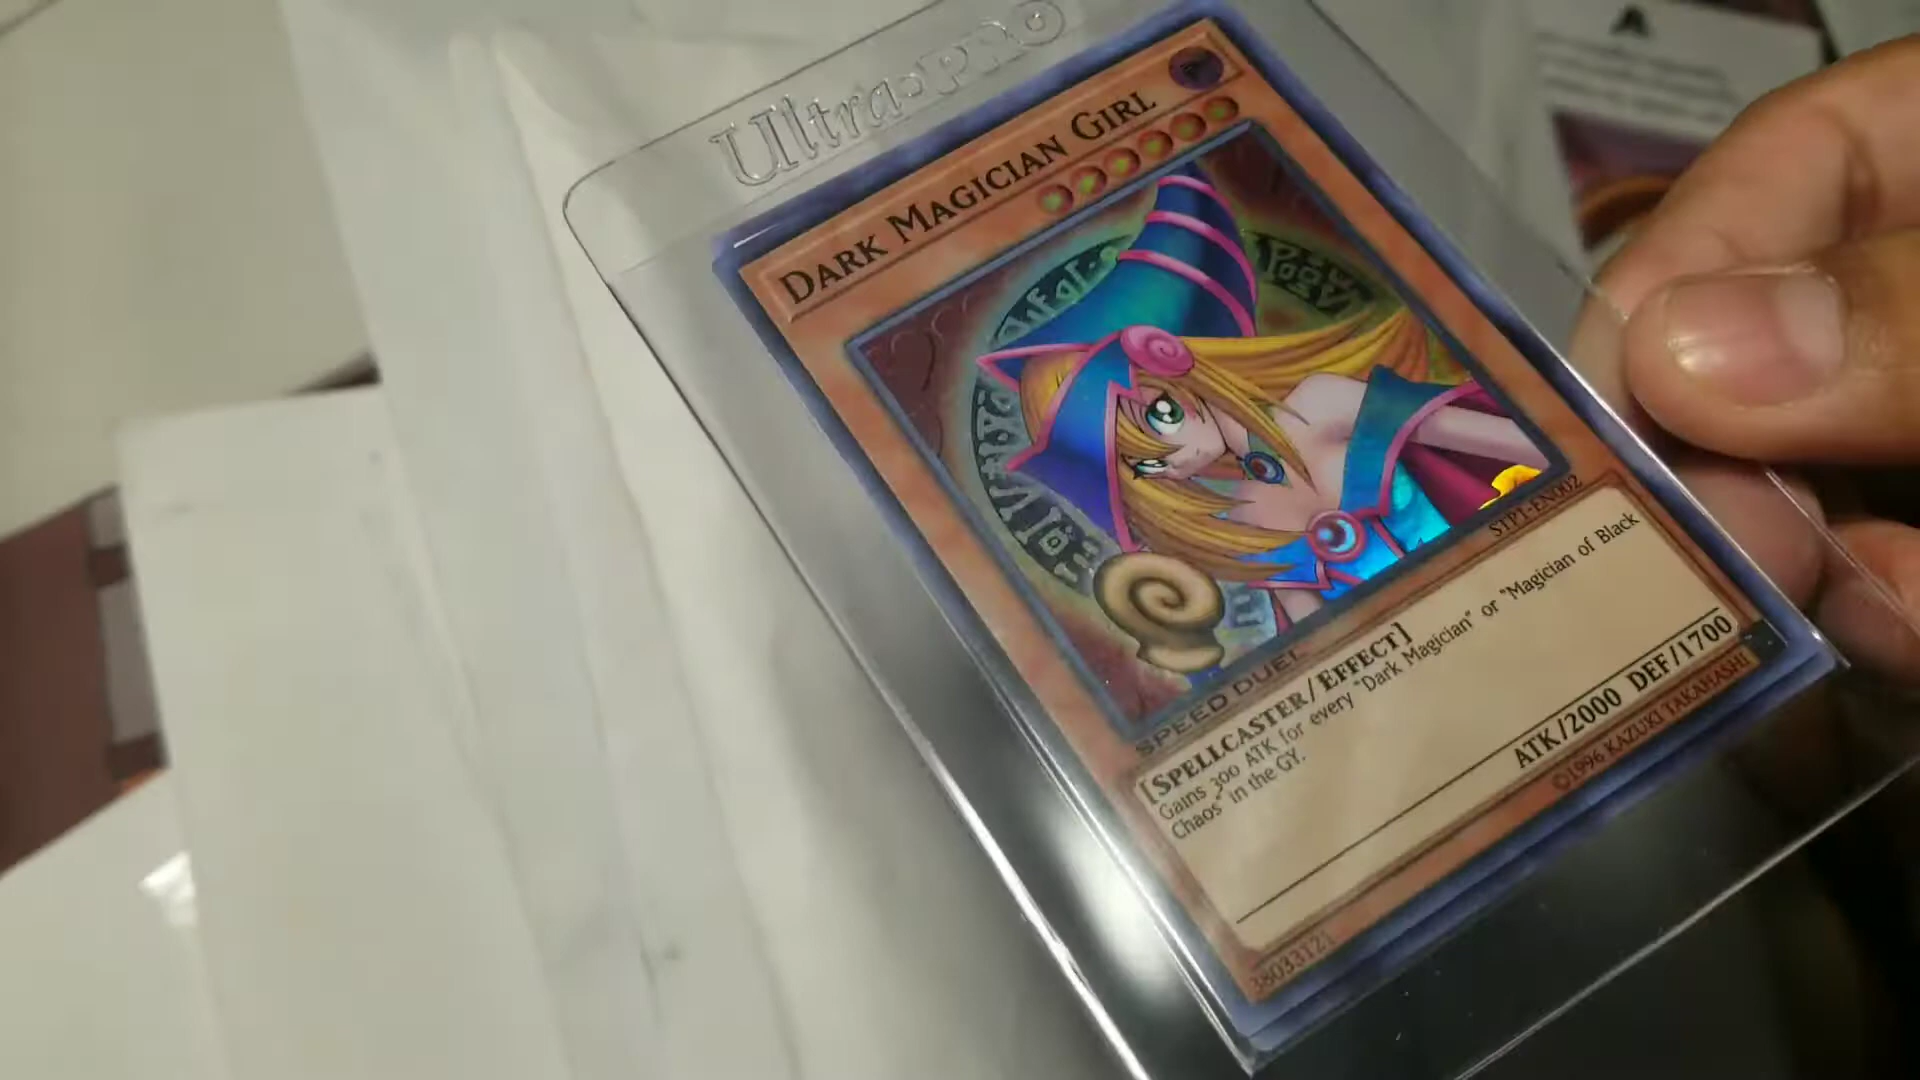 Ultra•PRO
DARK MAGICIAN GIRL
STP1-EN002
SPEED DUEL
[SPELLCASTER/EFFECT]
Gains 300 ATK for every "Dark Magician" or "Magician of Black
Chaos" in the GY.
ATK/2000 DEF/1700
38033121
©1996 KAZUKI TAKAHASHI
A